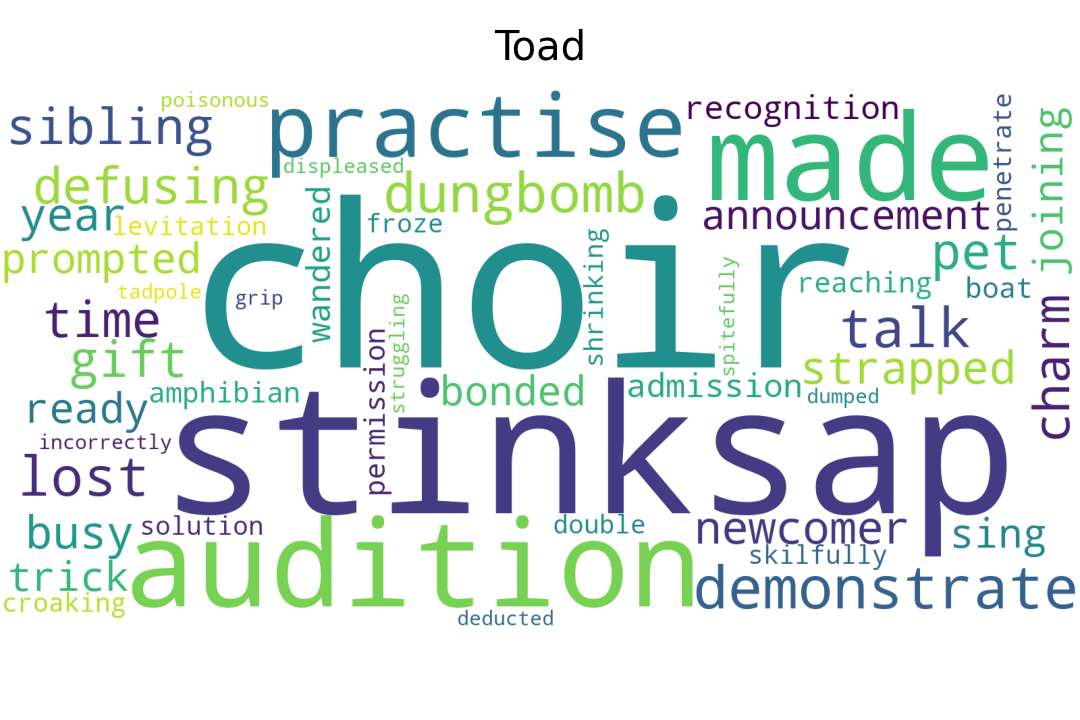 Toad
poisonous
sibling
practise
recognition
made
penetrate
joining
displeased
defusing
dungbomb
year
levitation
froze
wandered
announcement
prompted
choir
shrinking
pet
tadpole
grip
reaching
boat
spitefully
time
struggling
talk
charm
gift
permission
strapped
amphibian
bonded
admission
dumped
ready
incorrectly
stinksap
lost
busy
solution
audition
double
newcomer
sing
skilfully
trick
demonstrate
croaking
deducted